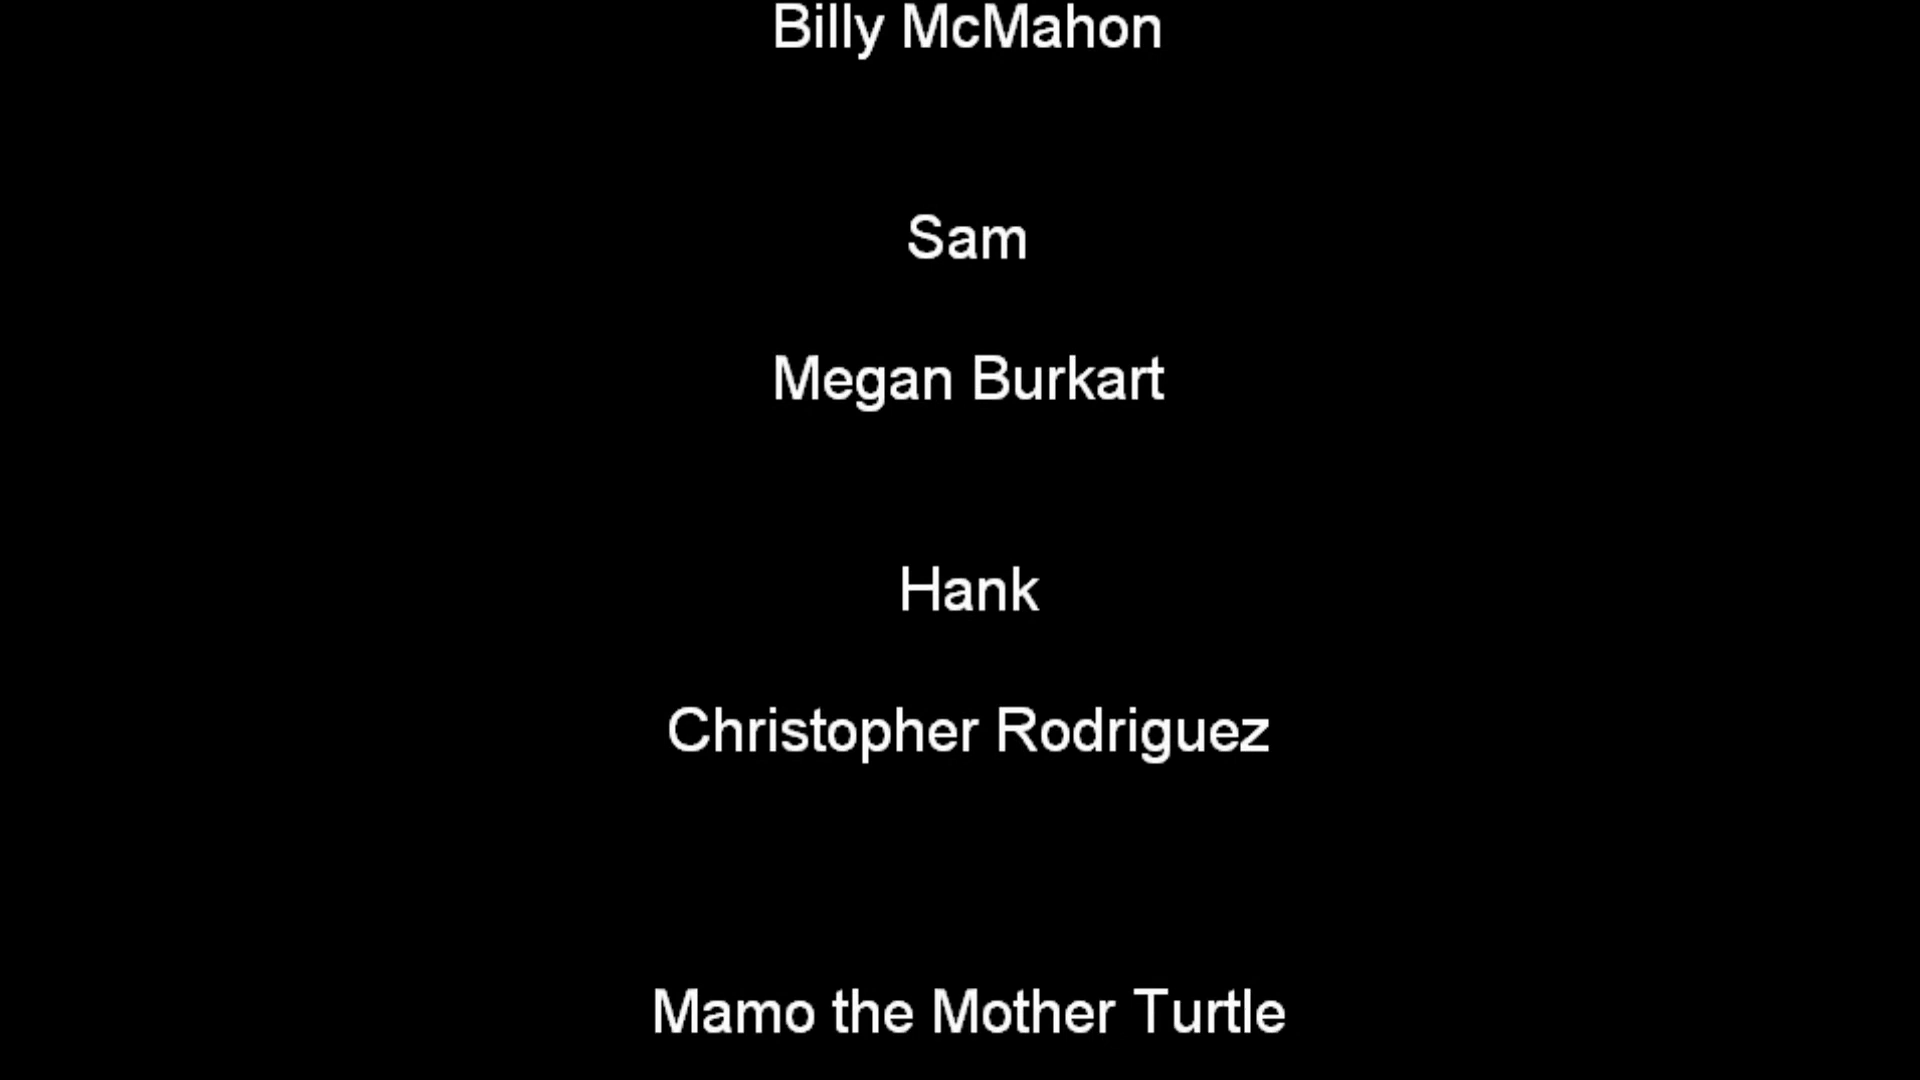 Billy McMahon
Sam
Megan Burkart
Hank
Christopher Rodriguez
Mamo the Mother Turtle